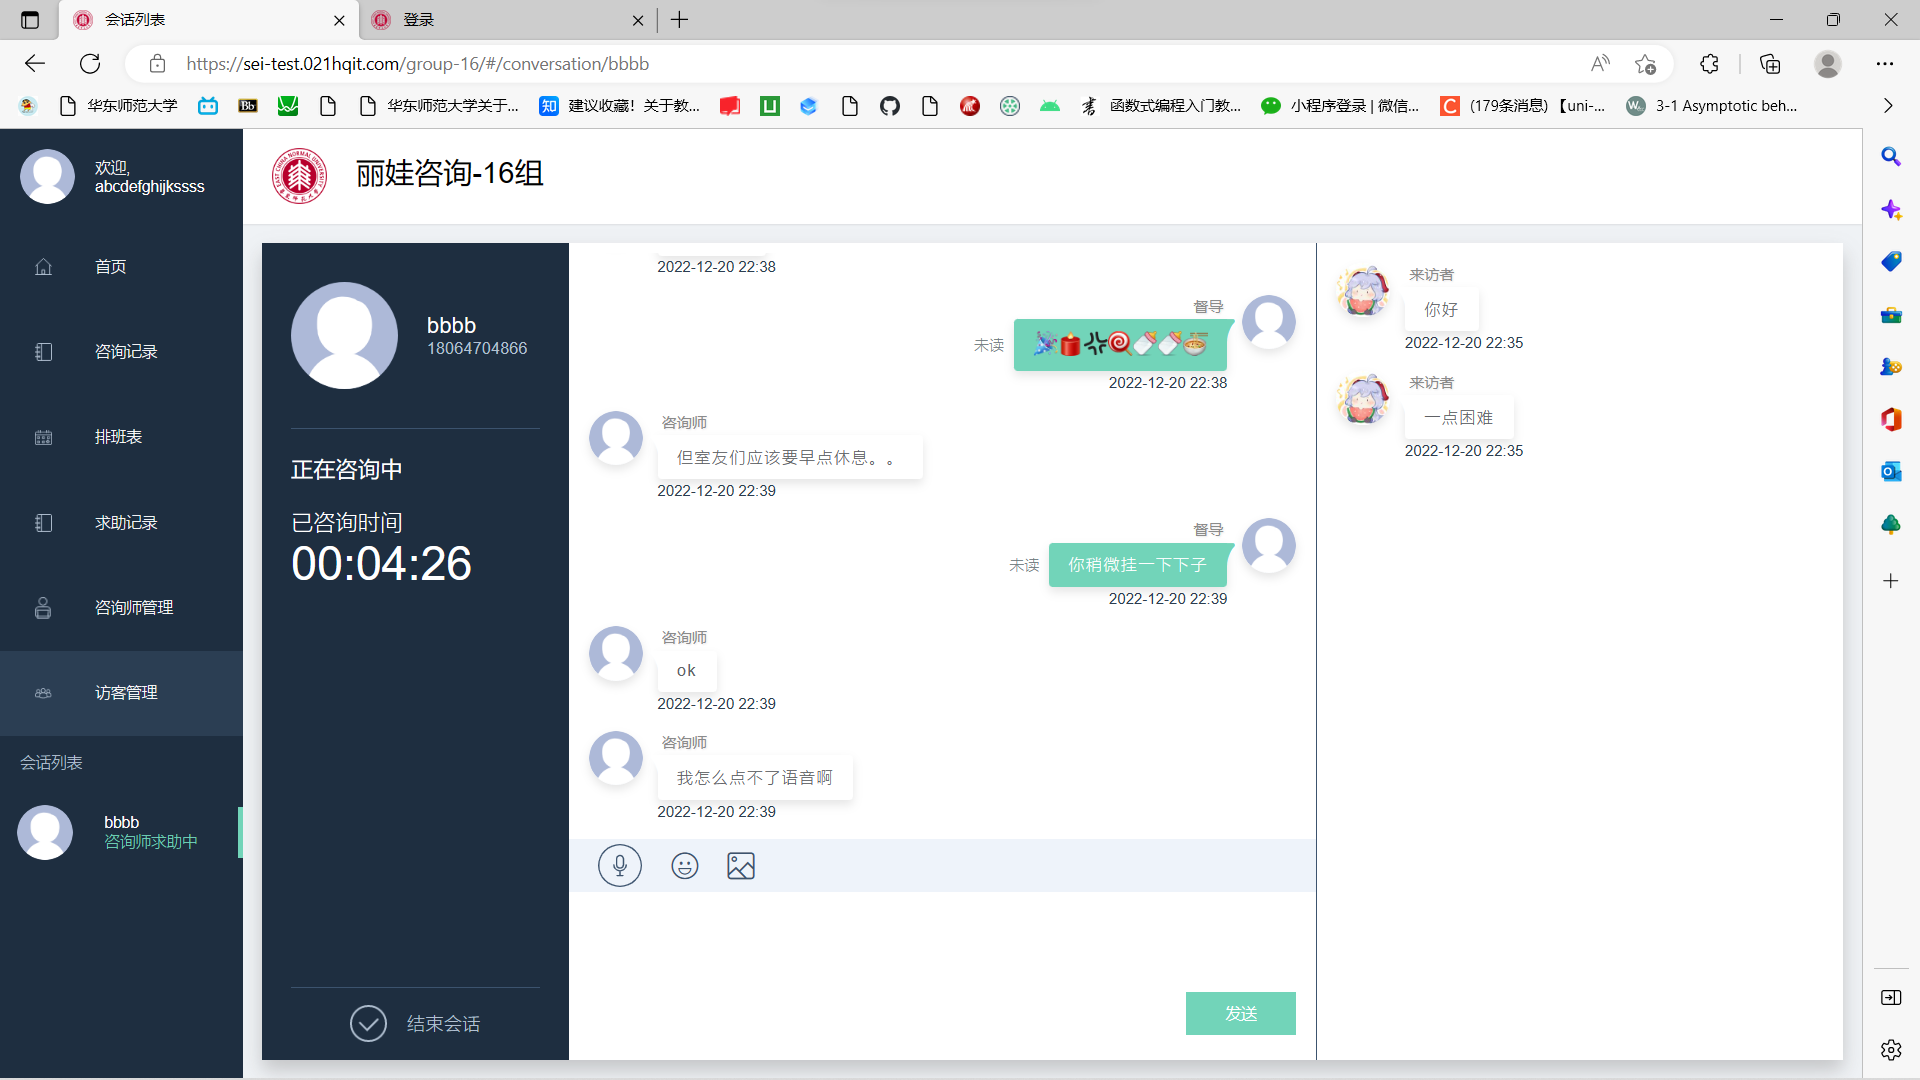 会话列表
登录
https://sei-test.021hqit.com/group-16/#/conversation/bbbb
华东师范大学
Bb
华东师范大学关于...
知
建议收藏！关于教...
函数式编程入门教...
小程序登录 | 微信...
C
(179条消息) 【uni-...
3-1 Asymptotic beh...
欢迎,
abcdefghijkssss
首页
咨询记录
排班表
求助记录
咨询师管理
访客管理
会话列表
bbbb
咨询师求助中
EAST CHINA NORMAL UNIVERSITY
丽娃咨询-16组
bbbb
18064704866
正在咨询中
已咨询时间
00:04:26
结束会话
2022-12-20 22:38
督导
未读
🎉🧧💢🍭🍼🍼🍜
2022-12-20 22:38
咨询师
但室友们应该要早点休息。。
2022-12-20 22:39
督导
未读
你稍微挂一下下子
2022-12-20 22:39
咨询师
ok
2022-12-20 22:39
咨询师
我怎么点不了语音啊
2022-12-20 22:39
发送
来访者
你好
2022-12-20 22:35
来访者
一点困难
2022-12-20 22:35